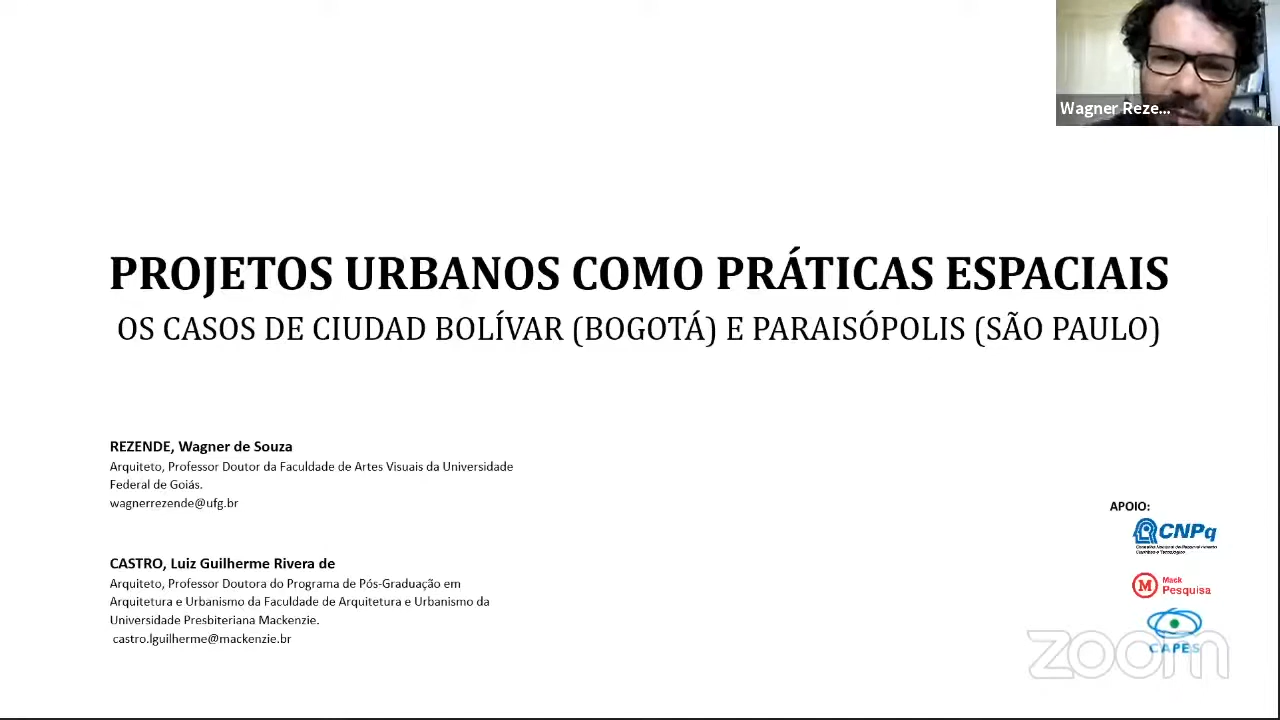 Wagner Reze...
PROJETOS URBANOS COMO PRÁTICAS ESPACIAIS
OS CASOS DE CIUDAD BOLÍVAR (BOGOTÁ) E PARAISÓPOLIS (SÃO PAULO)
REZENDE, Wagner de Souza
Arquiteto, Professor Doutor da Faculdade de Artes Visuais da Universidade
Federal de Goiás.
wagnerrezende@ufg.br
CASTRO, Luiz Guilherme Rivera de
Arquiteto, Professor Doutora do Programa de Pós-Graduação em
Arquitetura e Urbanismo da Faculdade de Arquitetura e Urbanismo da
Universidade Presbiteriana Mackenzie.
castro.lguilherme@mackenzie.br
APOIO:
CNPq
Mack
Pesquisa
CAPES
zoom